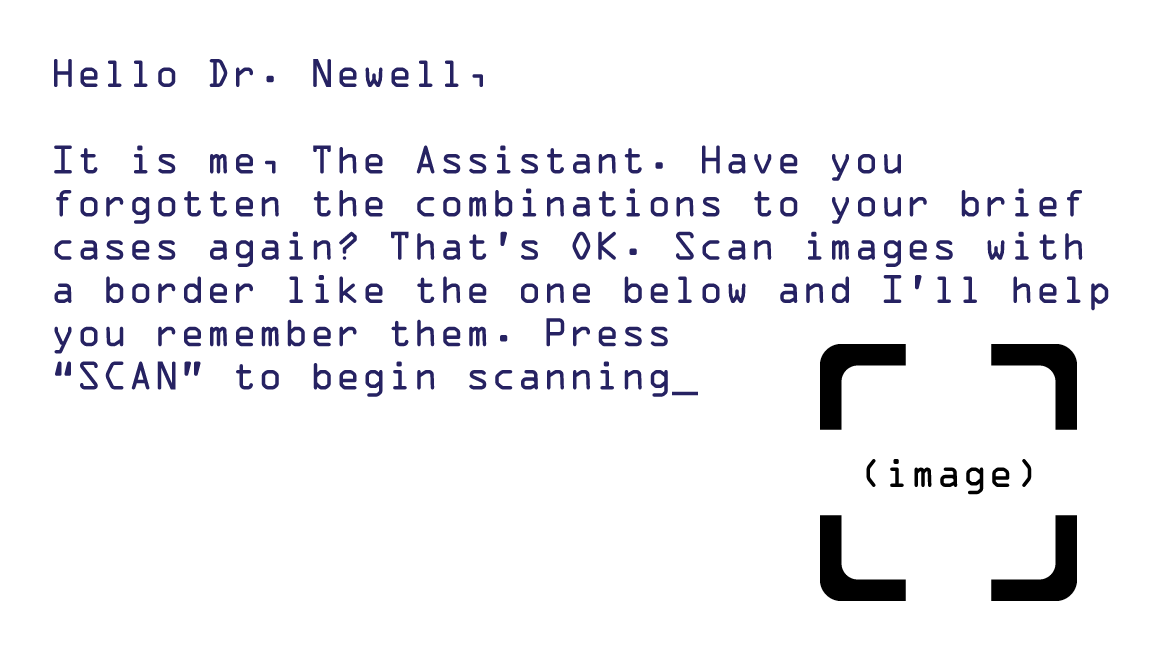 Hello Dr. Newell,
It is me, The Assistant. Have you
forgotten the combinations to your brief
cases again? That's OK. Scan images with
a border like the one below and I'll help
you remember them. Press
“SCAN” to begin scanning_
(image)